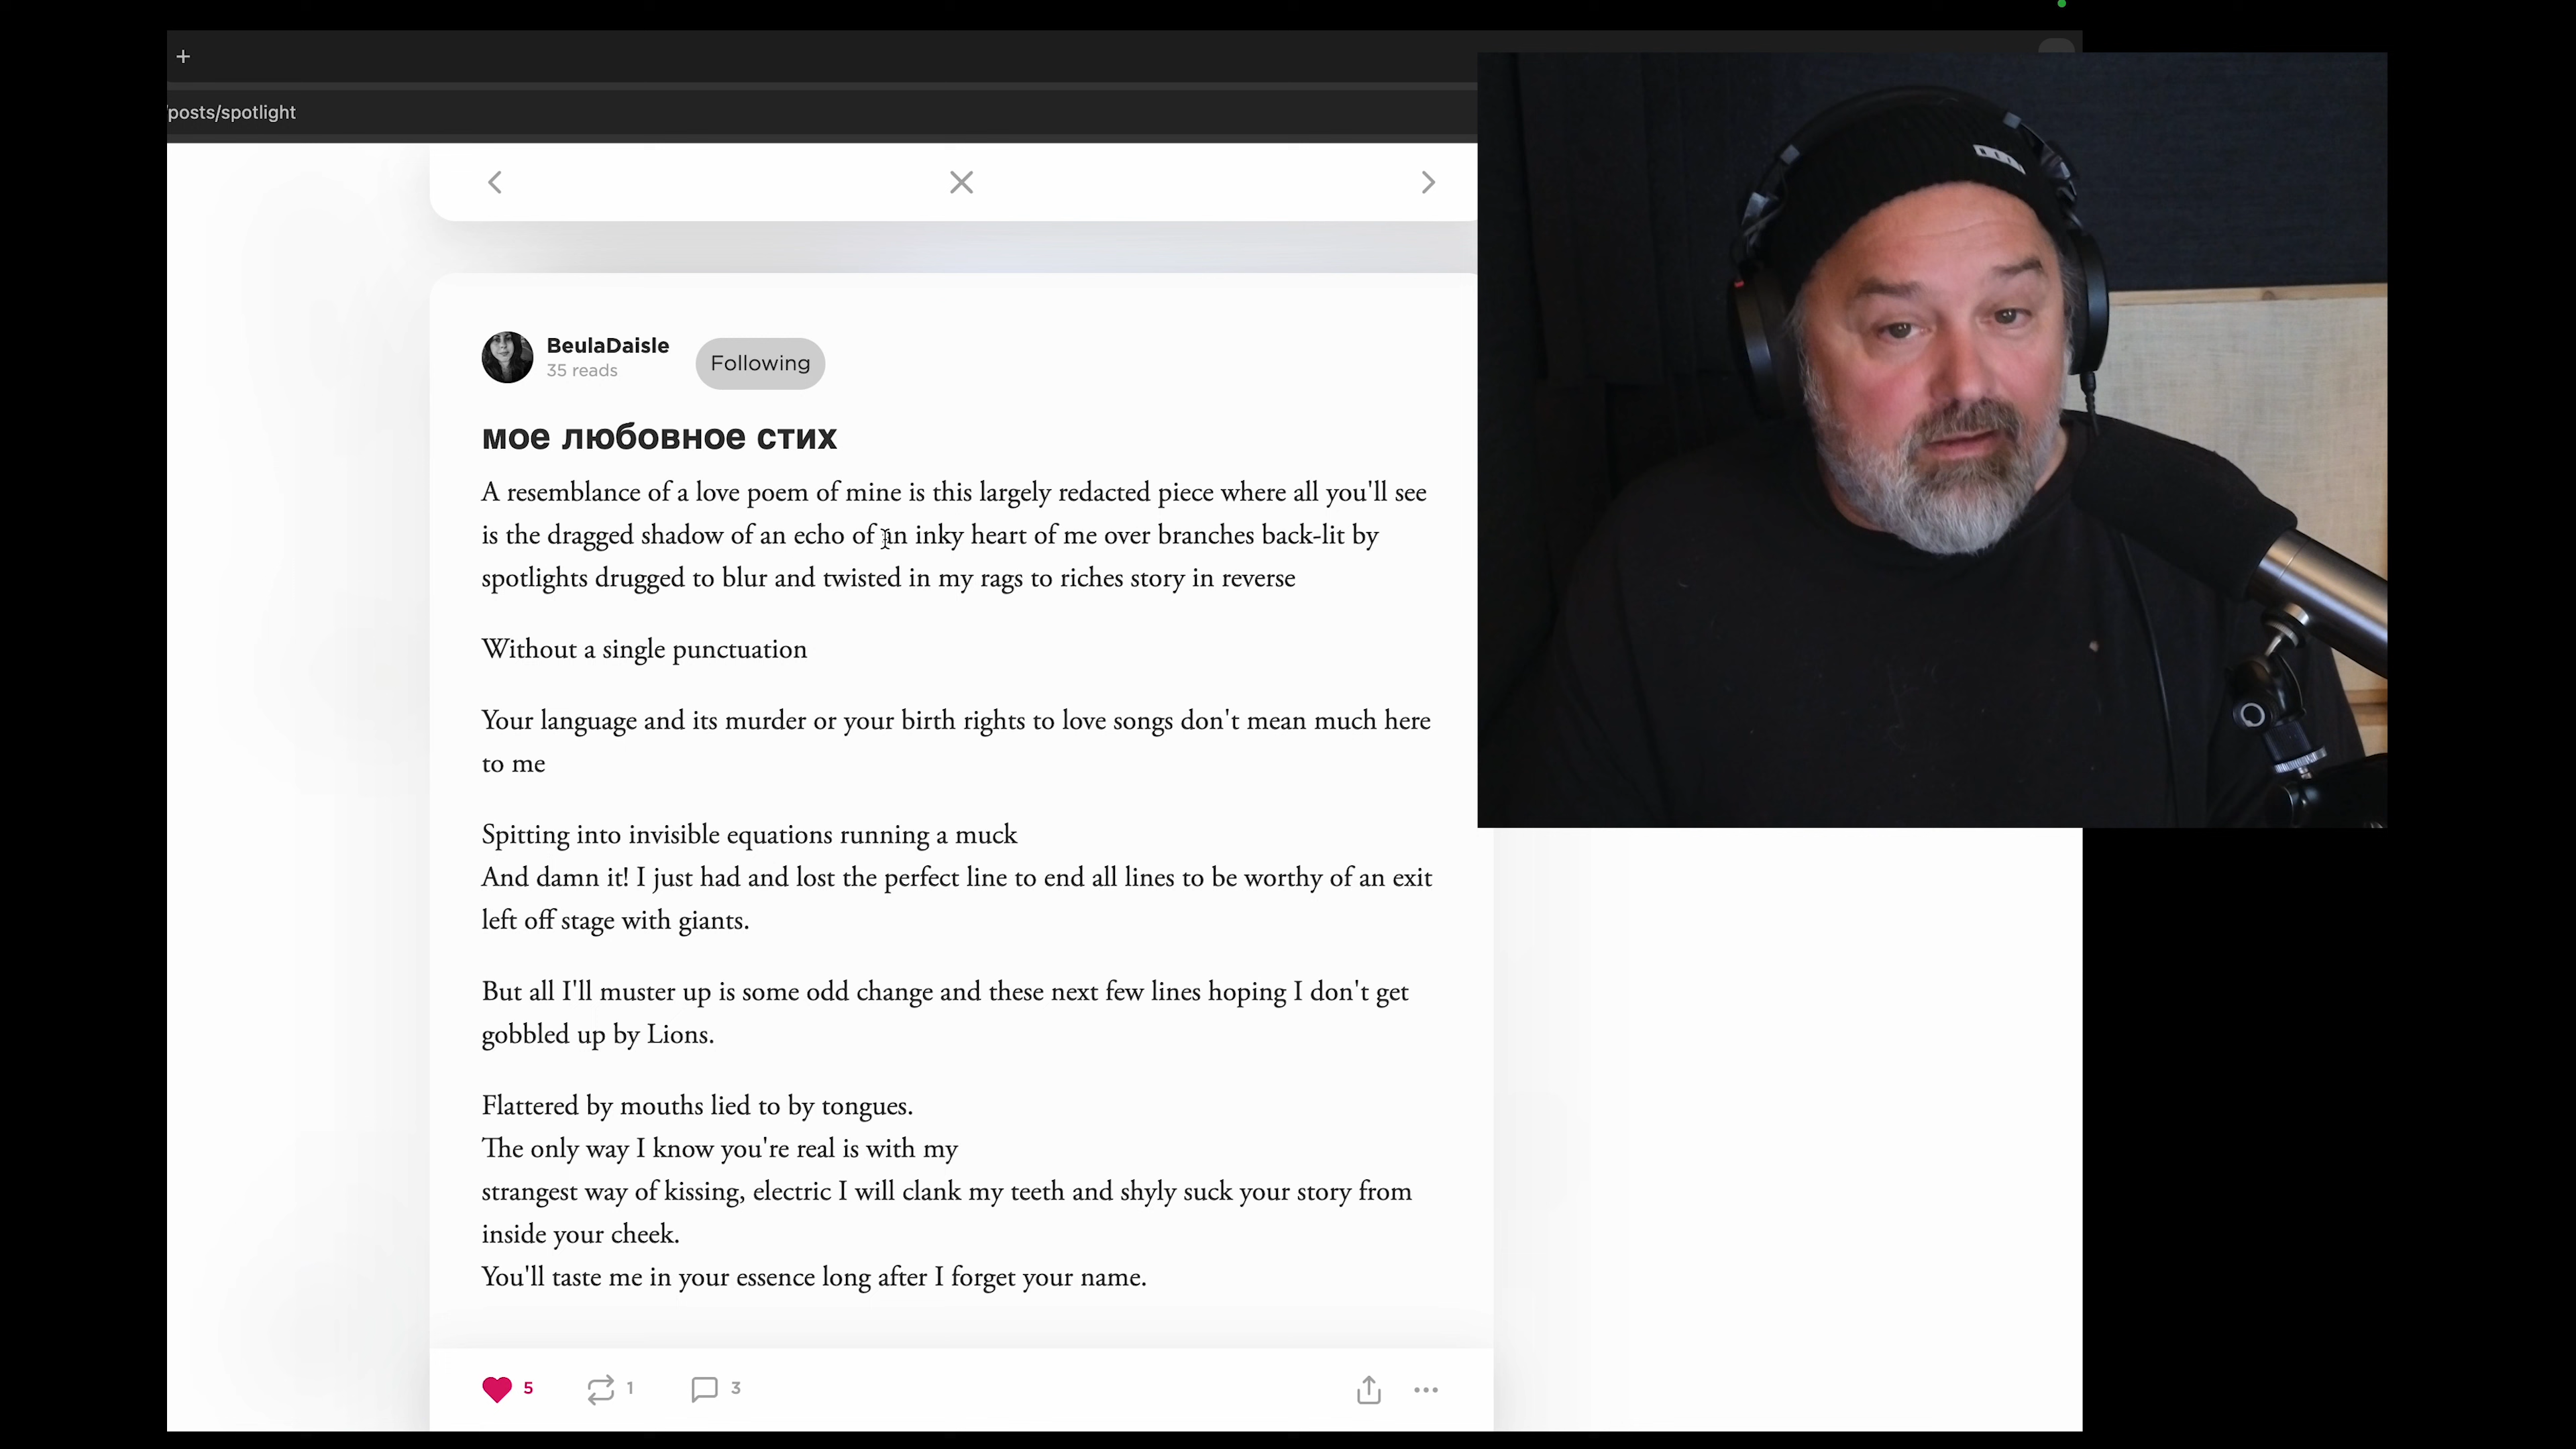 /posts/spotlight
BeulaDaisle
35 reads
Following
мое любовное стих
A resemblance of a love poem of mine is this largely redacted piece where all you'll see
is the dragged shadow of an echo of an inky heart of me over branches back-lit by
spotlights drugged to blur and twisted in my rags to riches story in reverse
Without a single punctuation
Your language and its murder or your birth rights to love songs don't mean much here
to me
Spitting into invisible equations running a muck
And damn it! I just had and lost the perfect line to end all lines to be worthy of an exit
left off stage with giants.
But all I'll muster up is some odd change and these next few lines hoping I don't get
gobbled up by Lions.
Flattered by mouths lied to by tongues.
The only way I know you're real is with my
strangest way of kissing, electric I will clank my teeth and shyly suck your story from
inside your cheek.
You'll taste me in your essence long after I forget your name.
5
1
3